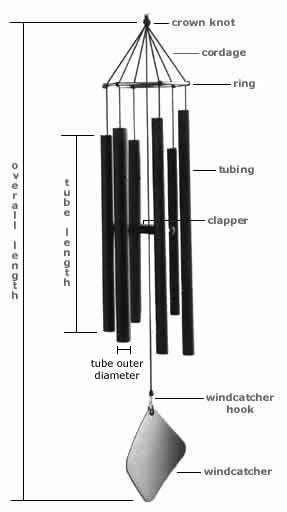 crown knot
cordage
ring
tubing
clapper
overall length
tube length
tube outer
diameter
windcatcher
hook
windcatcher